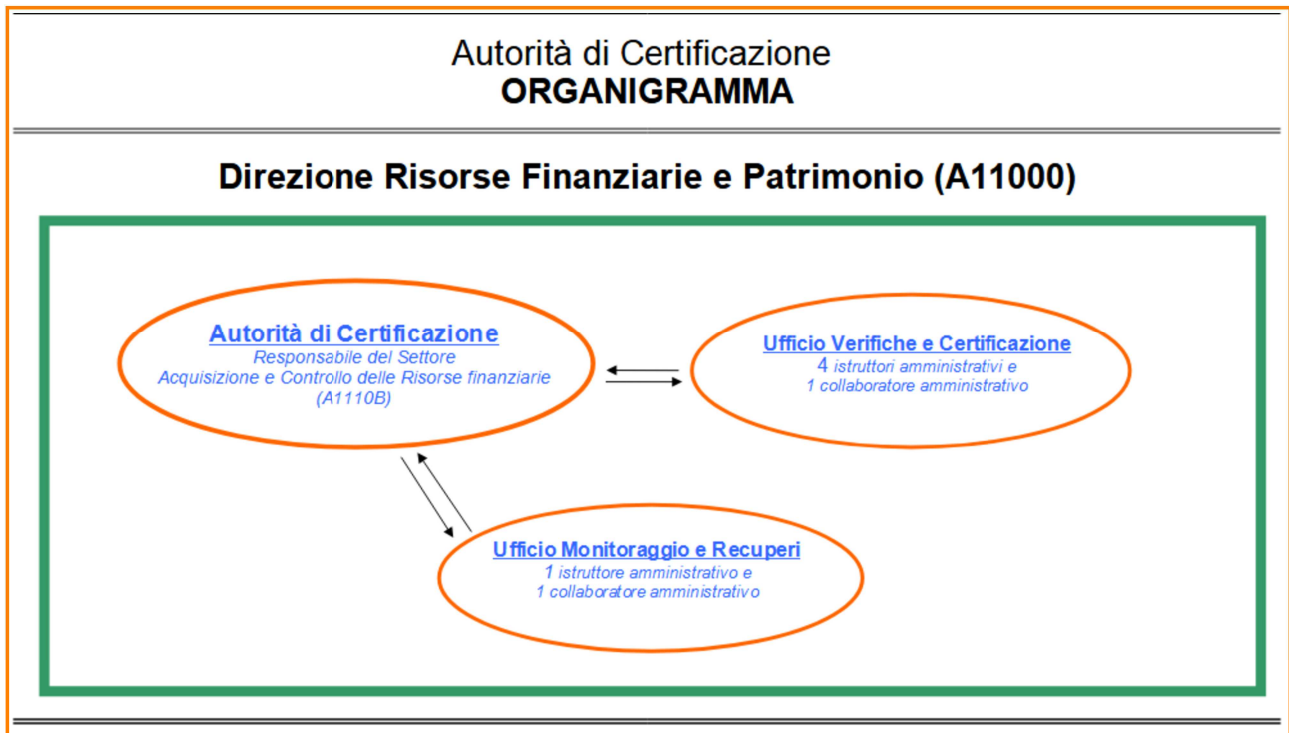 Autorità di Certificazione
ORGANIGRAMMA
Direzione Risorse Finanziarie e Patrimonio (A11000)
Autorità di Certificazione
Responsabile del Settore
Acquisizione e Controllo delle Risorse finanziarie
(A1110B)
Ufficio Verifiche e Certificazione
4 istruttori amministrativi e
1 collaboratore amministrativo
Ufficio Monitoraggio e Recuperi
1 istruttore amministrativo e
1 collaboratore amministrativo